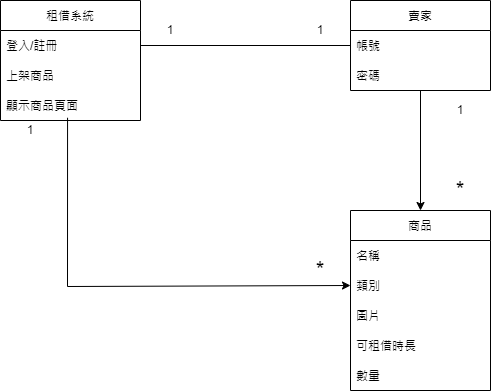 租借系統
登入/註冊
上架商品
顯示商品頁面
1
1
賣家
帳號
密碼
1
1
*
*
商品
名稱
類別
圖片
可租借時長
數量